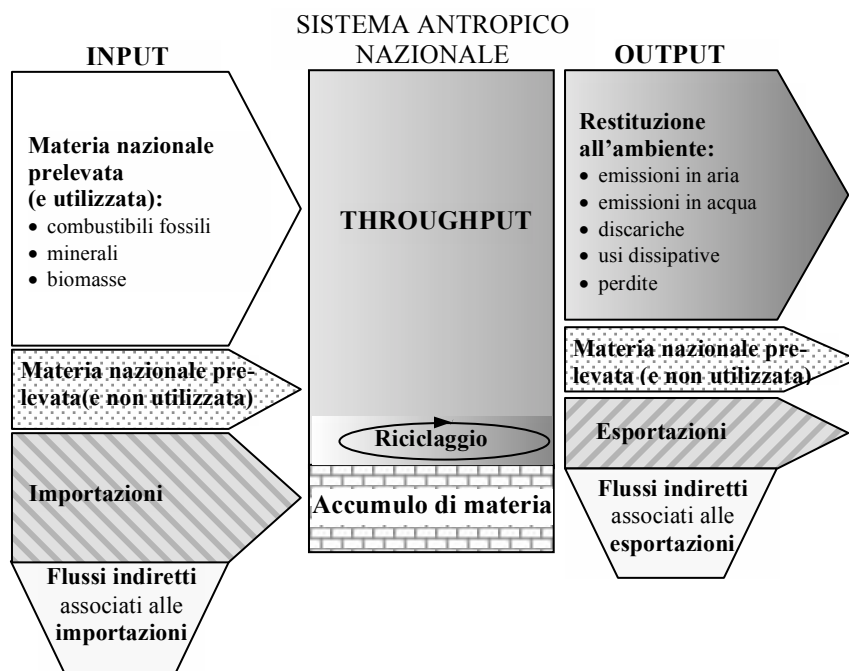 INPUT
Materia nazionale
prelevata
(e utilizzata):
• combustibili fossili
• minerali
• biomasse
Materia nazionale pre-
levata(e non utilizzata)
Importazioni
Flussi indiretti
associati alle
importazioni
SISTEMA ANTROPICO
NAZIONALE
THROUGHPUT
Riciclaggio
Accumulo di materia
OUTPUT
Restituzione
all’ambiente:
• emissioni in aria
• emissioni in acqua
• discariche
• usi dissipative
• perdite
Materia nazionale pre-
levata (e non utilizzata)
Esportazioni
Flussi indiretti
associati alle
esportazioni